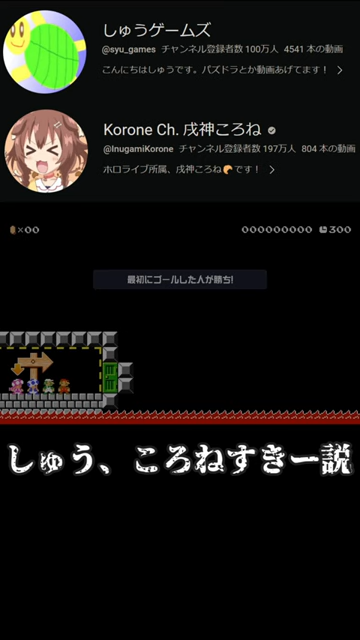 しゅうゲームズ
@syu_games チャンネル登録者数 100万人 4541 本の動画
こんにちはしゅうです。パズドラとか動画あげてます！
Korone Ch. 戌神ころね
@InugamiKorone チャンネル登録者数 197万人 804 本の動画
ホロライブ所属、戌神ころね🥐です！
×00 000000000 300
最初にゴールした人が勝ち!
しゅう、ころねすきー説